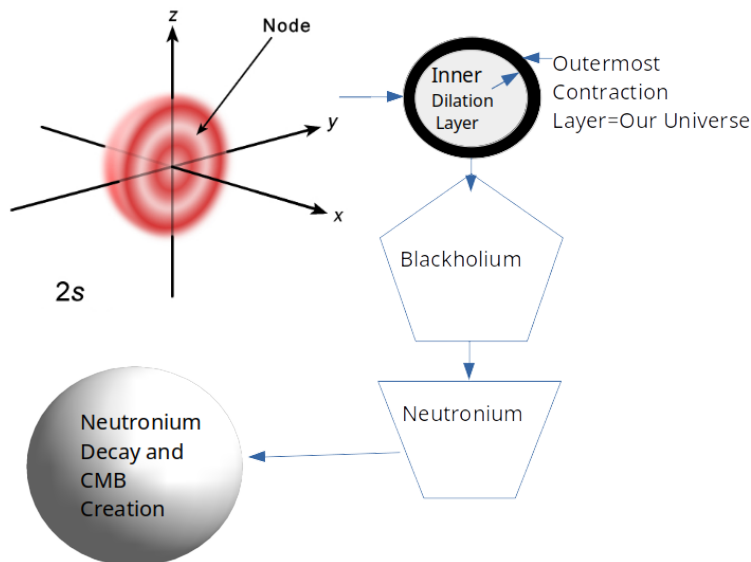 z
Node
y
x
2s
Inner
Dilation
Layer
Outermost
Contraction
Layer=Our Universe
Blackholium
Neutronium
Neutronium
Decay and
CMB
Creation